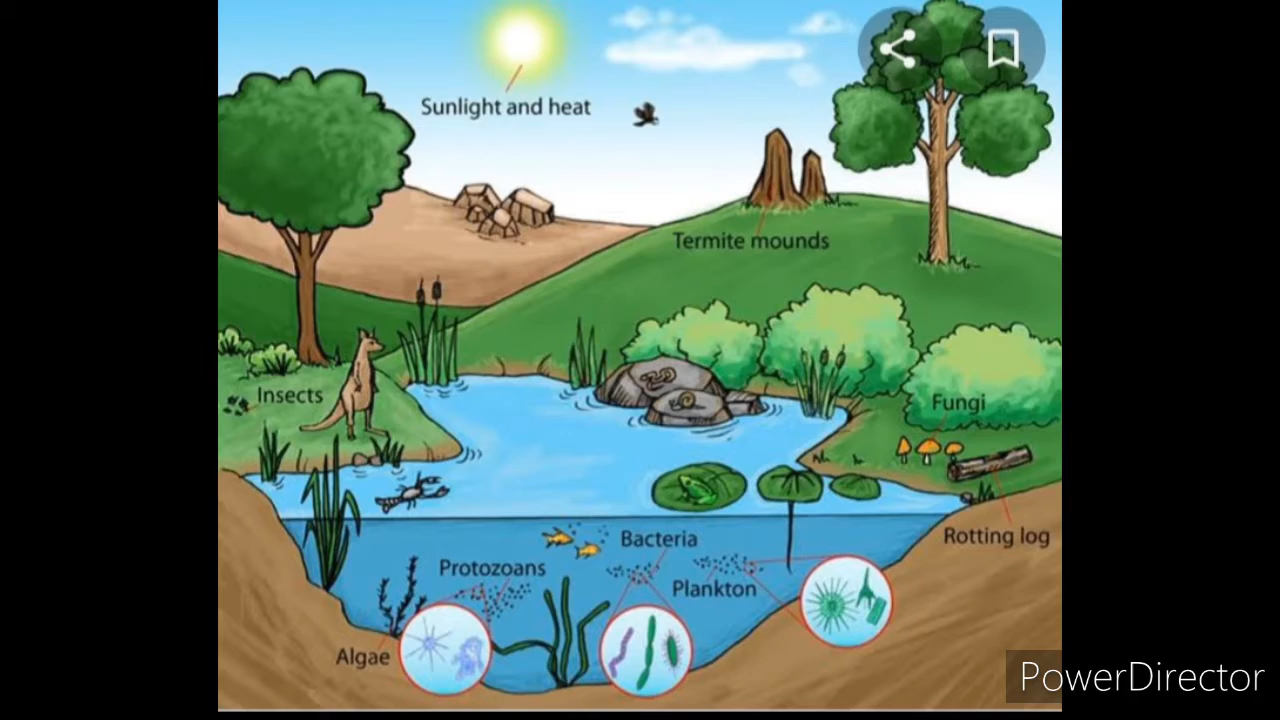 Sunlight and heat
Termite mounds
Insects
Fungi
Rotting log
Bacteria
Protozoans
Plankton
Algae
PowerDirector